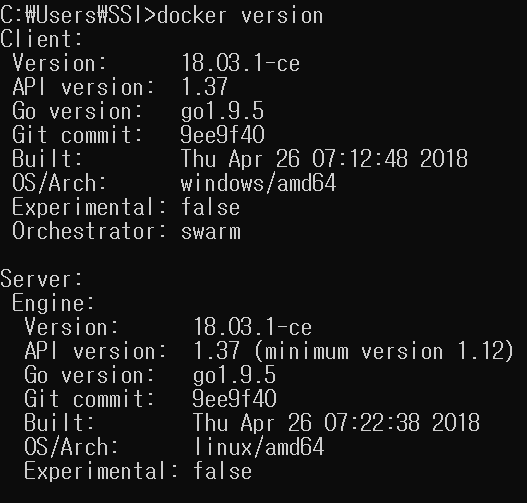 C:₩Users₩SSI>docker version
Client:
 Version:      18.03.1-ce
 API version:  1.37
 Go version:   go1.9.5
 Git commit:   9ee9f40
 Built:        Thu Apr 26 07:12:48 2018
 OS/Arch:      windows/amd64
 Experimental: false
 Orchestrator: swarm

Server:
 Engine:
  Version:      18.03.1-ce
  API version:  1.37 (minimum version 1.12)
  Go version:   go1.9.5
  Git commit:   9ee9f40
  Built:        Thu Apr 26 07:22:38 2018
  OS/Arch:      linux/amd64
  Experimental: false